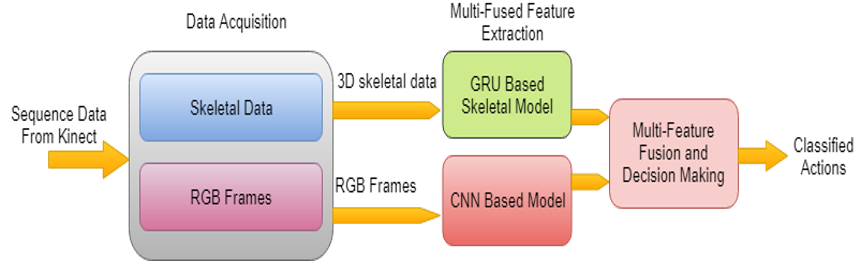 Data Acquisition
Multi-Fused Feature
Extraction
Sequence Data
From Kinect
Skeletal Data
RGB Frames
3D skeletal data
RGB Frames
GRU Based
Skeletal Model
CNN Based Model
Multi-Feature
Fusion and
Decision Making
Classified
Actions